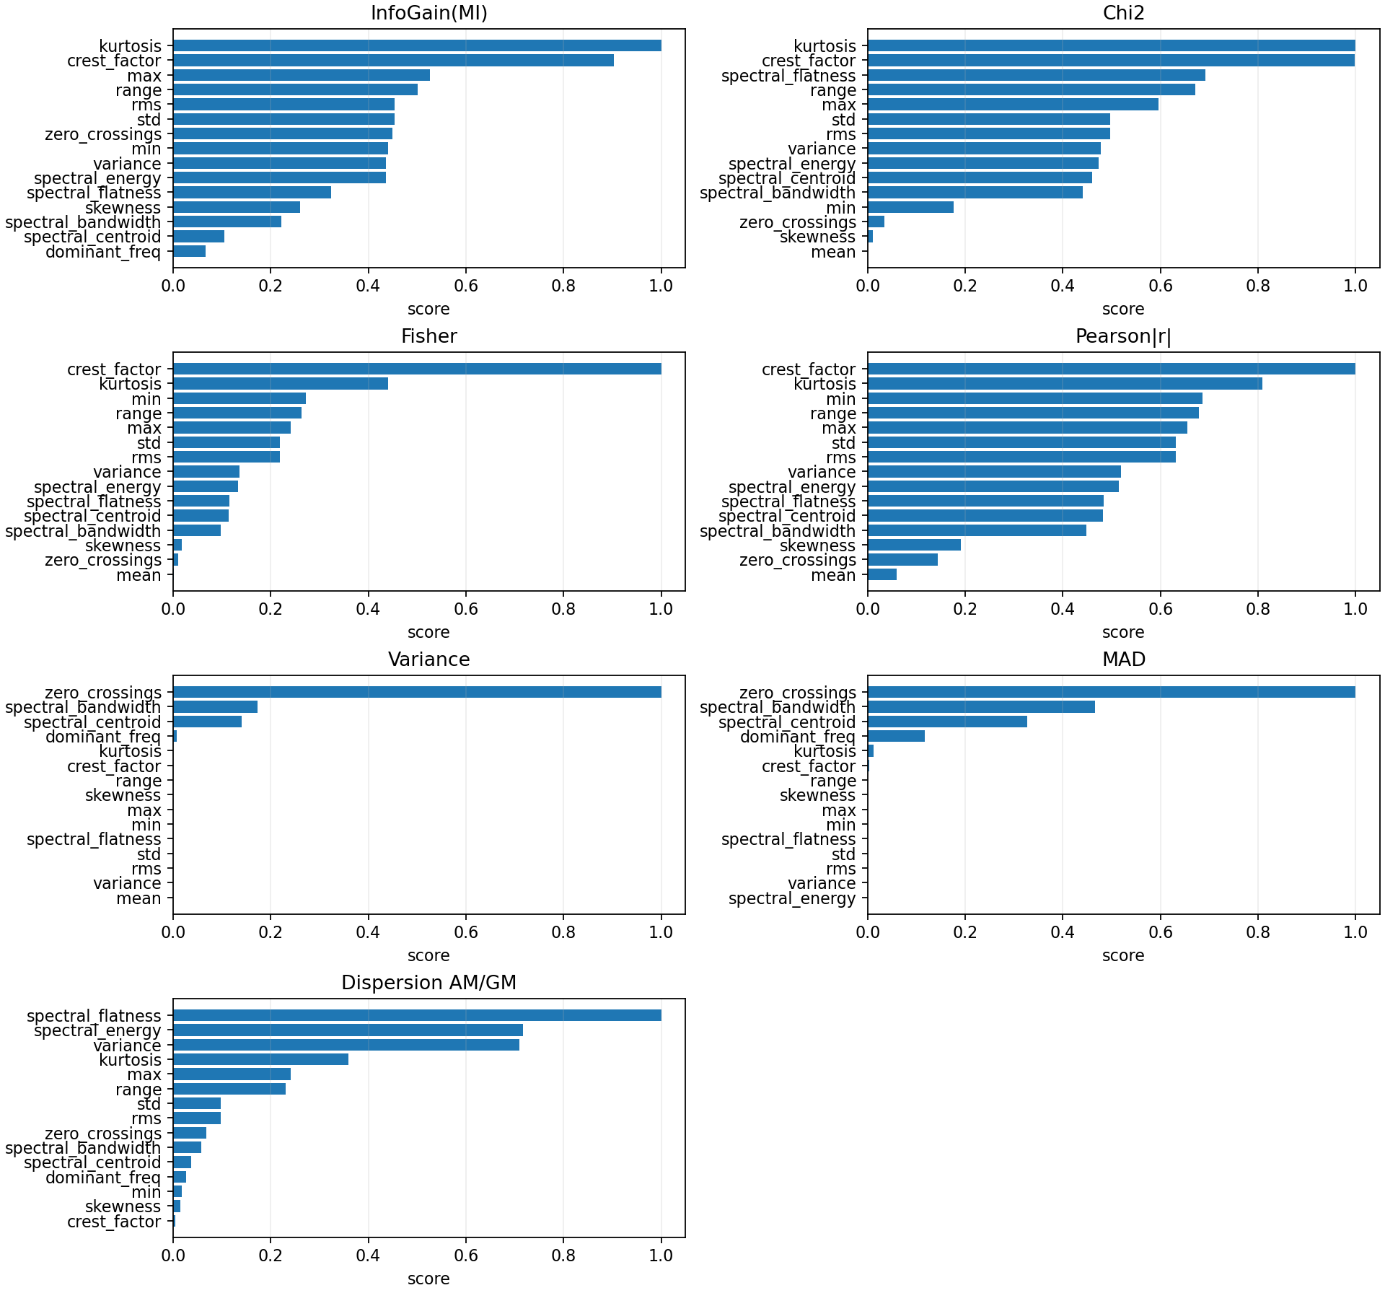 InfoGain(MI)
kurtosis
crest_factor
max
range
rms
std
zero_crossings
min
variance
spectral_energy
spectral_flatness
skewness
spectral_bandwidth
spectral_centroid
dominant_freq
0.0 0.2 0.4 0.6 0.8 1.0
score
Chi2
kurtosis
crest_factor
spectral_flatness
range
max
std
rms
variance
spectral_energy
spectral_centroid
spectral_bandwidth
min
zero_crossings
skewness
mean
0.0 0.2 0.4 0.6 0.8 1.0
score
Fisher
crest_factor
kurtosis
min
range
max
std
rms
variance
spectral_energy
spectral_flatness
spectral_centroid
spectral_bandwidth
skewness
zero_crossings
mean
0.0 0.2 0.4 0.6 0.8 1.0
score
Pearson|r|
crest_factor
kurtosis
min
range
max
std
rms
variance
spectral_energy
spectral_flatness
spectral_centroid
spectral_bandwidth
skewness
zero_crossings
mean
0.0 0.2 0.4 0.6 0.8 1.0
score
Variance
zero_crossings
spectral_bandwidth
spectral_centroid
dominant_freq
kurtosis
crest_factor
range
skewness
max
min
spectral_flatness
std
rms
variance
mean
0.0 0.2 0.4 0.6 0.8 1.0
score
MAD
zero_crossings
spectral_bandwidth
spectral_centroid
dominant_freq
kurtosis
crest_factor
range
skewness
max
min
spectral_flatness
std
rms
variance
spectral_energy
0.0 0.2 0.4 0.6 0.8 1.0
score
Dispersion AM/GM
spectral_flatness
spectral_energy
variance
kurtosis
max
range
std
rms
zero_crossings
spectral_bandwidth
spectral_centroid
dominant_freq
min
skewness
crest_factor
0.0 0.2 0.4 0.6 0.8 1.0
score